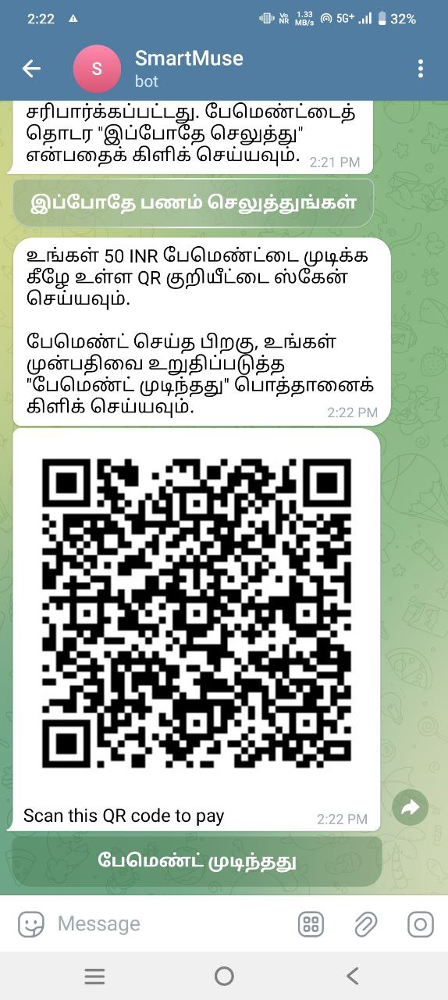 2:22
Vo
NR
1.33
MB/s
5G+
32%
S
SmartMuse
bot
சரிபார்க்கப்பட்டது. பேமெண்ட்டைத்
தொடர "இப்போதே செலுத்து"
என்பதைக் கிளிக் செய்யவும். 2:21 PM
இப்போதே பணம் செலுத்துங்கள்
உங்கள் 50 INR பேமெண்ட்டை முடிக்க
கீழே உள்ள QR குறியீட்டை ஸ்கேன்
செய்யவும்.
பேமெண்ட் செய்த பிறகு, உங்கள்
முன்பதிவை உறுதிப்படுத்த
"பேமெண்ட் முடிந்தது" பொத்தானைக்
கிளிக் செய்யவும். 2:22 PM
Scan this QR code to pay 2:22 PM
பேமெண்ட் முடிந்தது
Message